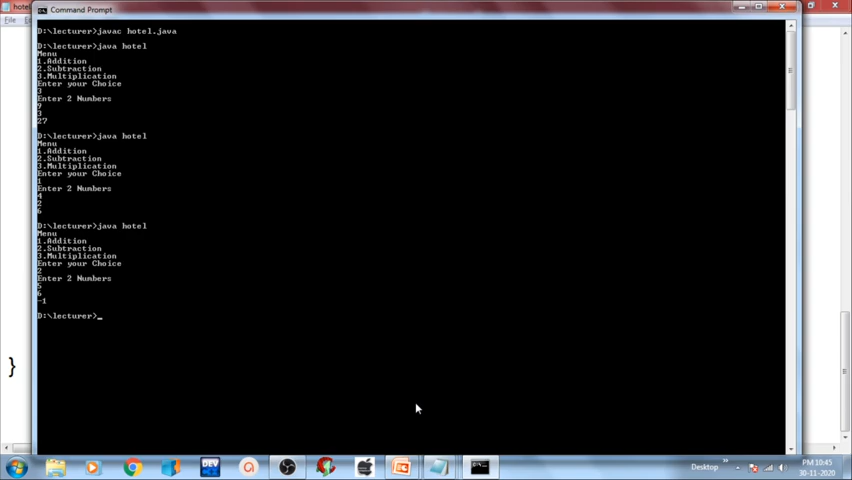 hotel
Command Prompt
File
D:\lecturer>javac hotel.java
D:\lecturer>java hotel
Menu
1.Addition
2.Subtraction
3.Multiplication
Enter your Choice
3
Enter 2 Numbers
9
3
27
D:\lecturer>java hotel
Menu
1.Addition
2.Subtraction
3.Multiplication
Enter your Choice
1
Enter 2 Numbers
4
2
6
D:\lecturer>java hotel
Menu
1.Addition
2.Subtraction
3.Multiplication
Enter your Choice
2
Enter 2 Numbers
5
6
-1
D:\lecturer>_
}
DEV
C:\.
Desktop
»
PM 10:45
30-11-2020